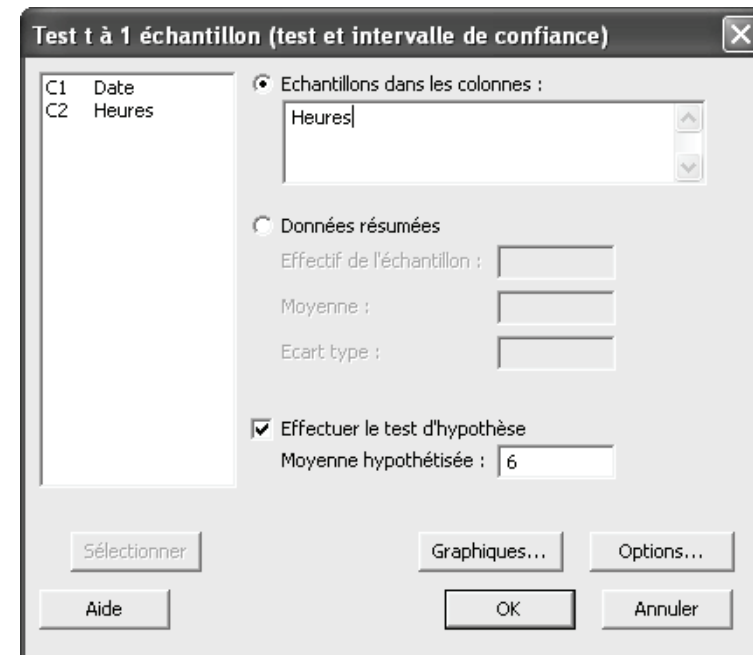 Test t à 1 échantillon (test et intervalle de confiance)
C1 Date
C2 Heures
Echantillons dans les colonnes :
Heures
Données résumées
Effectif de l'échantillon :
Moyenne :
Ecart type :
Effectuer le test d'hypothèse
Moyenne hypothétisée : 6
Sélectionner
Graphiques...
Options...
Aide
OK
Annuler